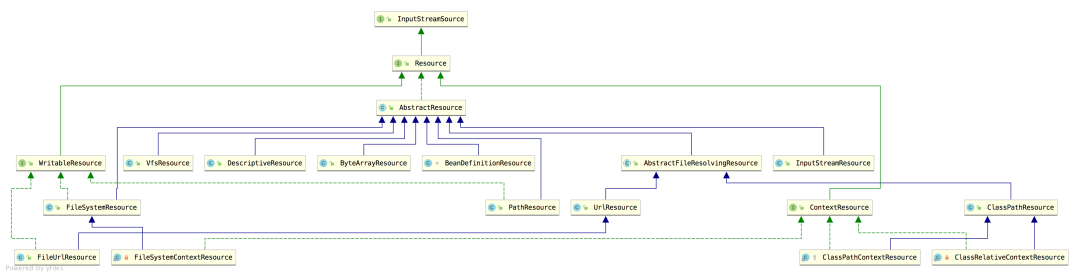 InputStreamSource
Resource
AbstractResource
WritableResource
VfsResource
DescriptiveResource
ByteArrayResource
BeanDefinitionResource
AbstractFileResolvingResource
InputStreamResource
FileSystemResource
PathResource
UrlResource
ContextResource
ClassPathResource
FileUrlResource
FileSystemContextResource
ClassPathContextResource
ClassRelativeContextResource
Powered by yFiles